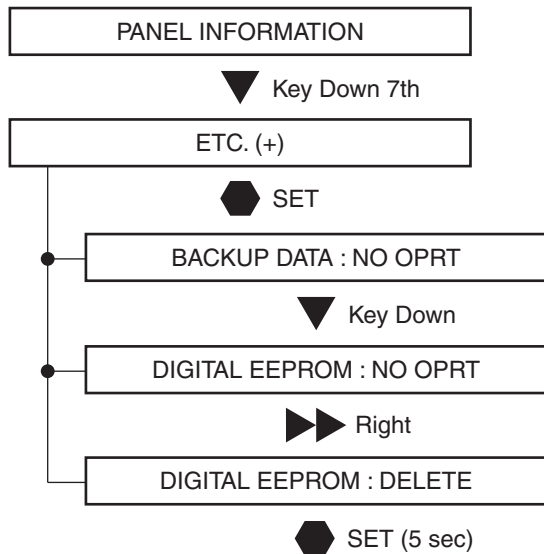 PANEL INFORMATION
Key Down 7th
ETC. (+)
SET
BACKUP DATA : NO OPRT
Key Down
DIGITAL EEPROM : NO OPRT
Right
DIGITAL EEPROM : DELETE
SET (5 sec)